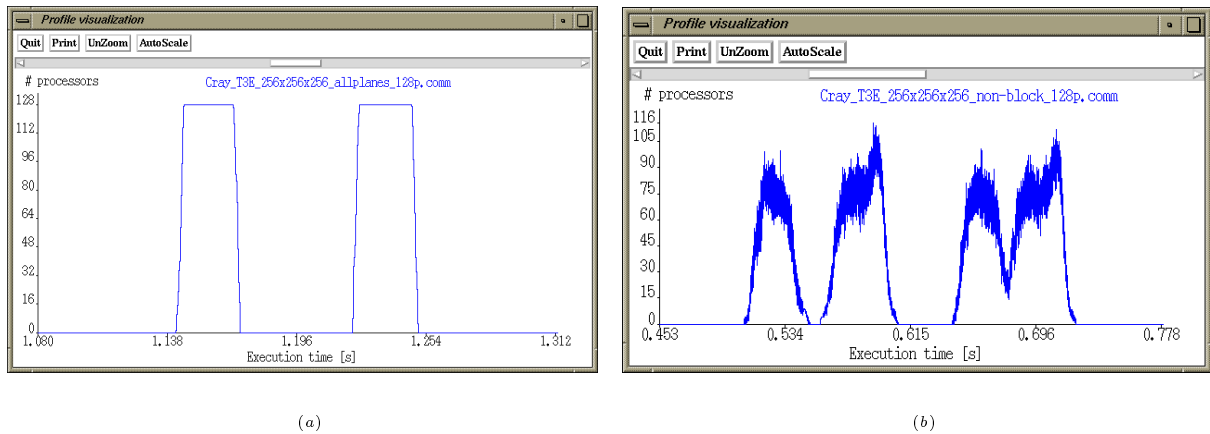 Profile visualization
Quit Print UnZoom AutoScale
# processors Cray_T3E_256x256x256_allplanes_128p.comm
128
112
96
80
64
48
32
16
0
1.080 1.138 1.196 1.254 1.312
Execution time [s]
(a)
Profile visualization
Quit Print UnZoom AutoScale
# processors Cray_T3E_256x256x256_non-block_128p.comm
116
105
90
75
60
45
30
15
0
0.453 0.534 0.615 0.696 0.778
Execution time [s]
(b)